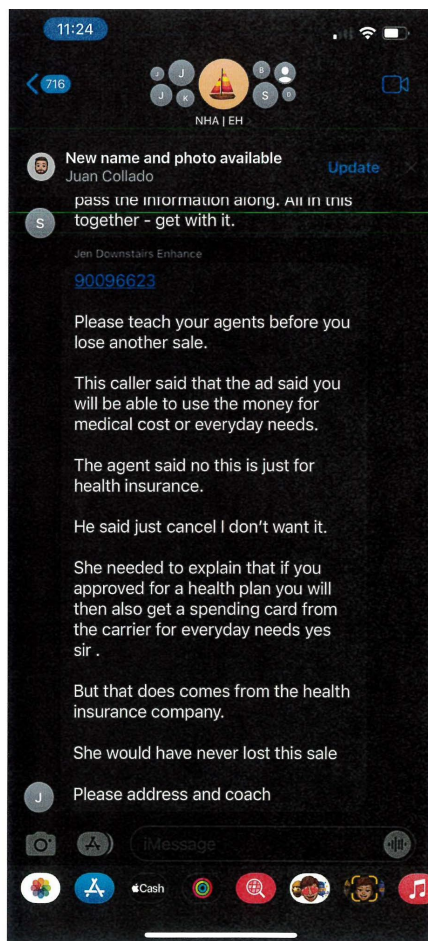 11:24
716
J
J
K
B
S
D
NHA | EH
New name and photo available
Juan Collado
Update
pass the information along. All in this
together - get with it.
S
Jen Downstairs Enhance
90096623
Please teach your agents before you
lose another sale.
This caller said that the ad said you
will be able to use the money for
medical cost or everyday needs.
The agent said no this is just for
health insurance.
He said just cancel I don't want it.
She needed to explain that if you
approved for a health plan you will
then also get a spending card from
the carrier for everyday needs yes
sir .
But that does comes from the health
insurance company.
She would have never lost this sale
J
Please address and coach
iMessage
Cash